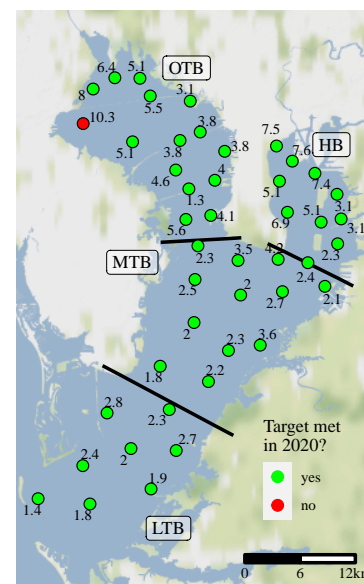 6.4 5.1 OTB
8 5.5 3.1
10.3
3.8
5.1 3.8 3.8
7.5 HB
7.6
4.6 4 5.1 7.4
1.3
3.1
5.6 4.1 6.9 5.1 3.1
MTB 2.3 3.5 4.2 2.3
2.4
2.5 2 2.7 2.1
2
2.3 3.6
1.8 2.2
2.8 2.3
Target met
in 2020?
yes
no
2.4 2 2.7
1.9
1.4 1.8
LTB
0 6 12km